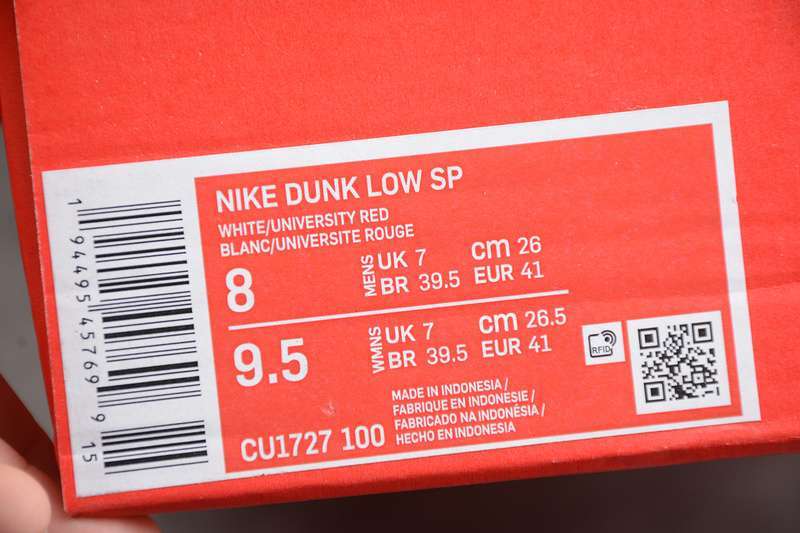 NIKE DUNK LOW SP
WHITE/UNIVERSITY RED
BLANC/UNIVERSITE ROUGE
8 MENS UK 7 cm 26
BR 39.5 EUR 41
9.5 WMNS UK 7 cm 26.5
BR 39.5 EUR 41
RFID
MADE IN INDONESIA /
FABRIQUE EN INDONESIE /
FABRICADO NA INDONÉSIA /
HECHO EN INDONESIA
CU1727 100
1 94495 45769 9 15